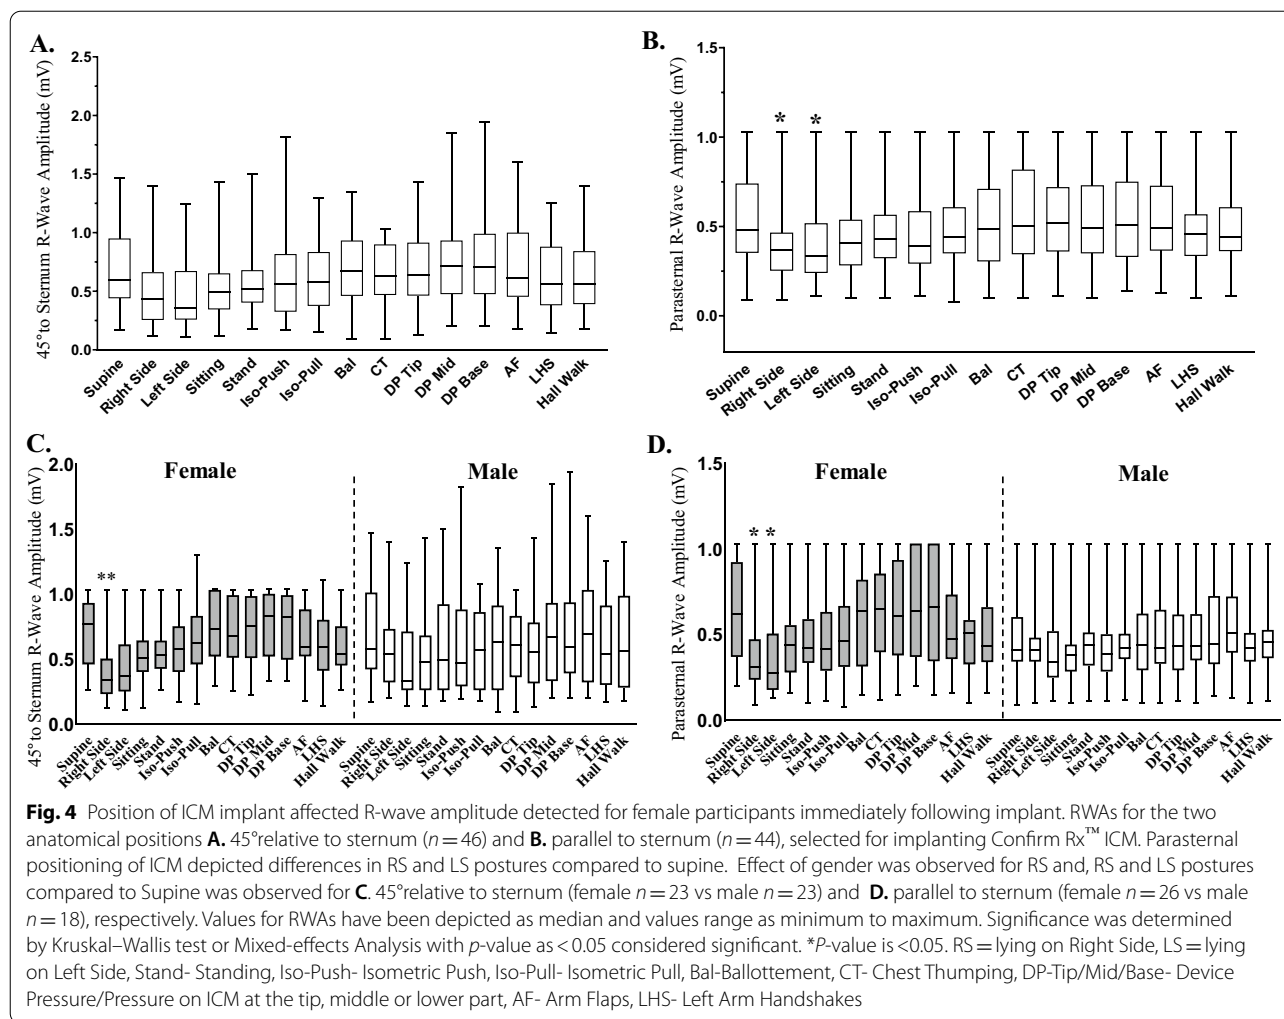 A.
45°to Sternum R-Wave Amplitude (mV)
2.5
2.0
1.5
1.0
0.5
0.0
Supine
Right Side
Left Side
Sitting
Stand
Iso-Push
Iso-Pull
Bal
CT
DP Tip
DP Mid
DP Base
AF
LHS
Hall Walk
B.
Parasternal R-Wave Amplitude (mV)
1.5
1.0
0.5
0.0
* *
Supine
Right Side
Left Side
Sitting
Stand
Iso-Push
Iso-Pull
Bal
CT
DP Tip
DP Mid
DP Base
AF
LHS
Hall Walk
C.
45°to Sternum R-Wave Amplitude (mV)
2.0
1.5
1.0
0.5
0.0
Female
Male
**
Supine
Right Side
Left Side
Sitting
Stand
Iso-Push
Iso-Pull
Bal
CT
DP Tip
DP Mid
DP Base
AF
LHS
Hall Walk
Supine
Right Side
Left Side
Sitting
Stand
Iso-Push
Iso-Pull
Bal
CT
DP Tip
DP Mid
DP Base
AF
LHS
Hall Walk
D.
Parasternal R-Wave Amplitude (mV)
1.5
1.0
0.5
0.0
Female
Male
* *
Supine
Right Side
Left Side
Sitting
Stand
Iso-Push
Iso-Pull
Bal
CT
DP Tip
DP Mid
DP Base
AF
LHS
Hall Walk
Supine
Right Side
Left Side
Sitting
Stand
Iso-Push
Iso-Pull
Bal
CT
DP Tip
DP Mid
DP Base
AF
LHS
Hall Walk
Fig. 4 Position of ICM implant affected R-wave amplitude detected for female participants immediately following implant. RWAs for the two
anatomical positions A. 45°relative to sternum (n = 46) and B. parallel to sternum (n = 44), selected for implanting Confirm Rx™ ICM. Parasternal
positioning of ICM depicted differences in RS and LS postures compared to supine. Effect of gender was observed for RS and, RS and LS postures
compared to Supine was observed for C. 45°relative to sternum (female n = 23 vs male n = 23) and D. parallel to sternum (female n = 26 vs male
n = 18), respectively. Values for RWAs have been depicted as median and values range as minimum to maximum. Significance was determined
by Kruskal–Wallis test or Mixed-effects Analysis with p-value as < 0.05 considered significant. *P-value is <0.05. RS = lying on Right Side, LS = lying
on Left Side, Stand- Standing, Iso-Push- Isometric Push, Iso-Pull- Isometric Pull, Bal-Ballottement, CT- Chest Thumping, DP-Tip/Mid/Base- Device
Pressure/Pressure on ICM at the tip, middle or lower part, AF- Arm Flaps, LHS- Left Arm Handshakes